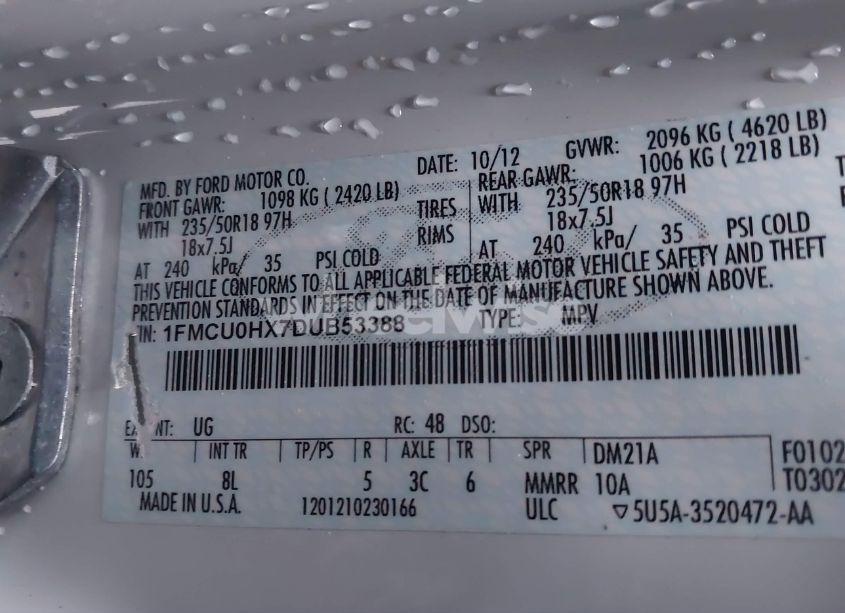 MFD. BY FORD MOTOR CO. DATE: 10/12 GVWR: 2096 KG ( 4620 LB)
FRONT GAWR: 1098 KG ( 2420 LB) REAR GAWR: 1006 KG ( 2218 LB)
WITH 235/50R18 97H TIRES WITH 235/50R18 97H
18x7.5J RIMS 18x7.5J
AT 240 kPa/ 35 PSI COLD AT 240 kPa/ 35 PSI COLD
THIS VEHICLE CONFORMS TO ALL APPLICABLE FEDERAL MOTOR VEHICLE SAFETY AND THEFT
PREVENTION STANDARDS IN EFFECT ON THE DATE OF MANUFACTURE SHOWN ABOVE.
IN: 1FMCU0HX7DUB53388 TYPE: MPV
NT: UG RC: 48 DSO:
INT TR TP/PS R AXLE TR SPR DM21A F0102
105 8L 5 3C 6 MMRR 10A T0302
MADE IN U.S.A. 1201210230166 ULC ▽5U5A-3520472-AA